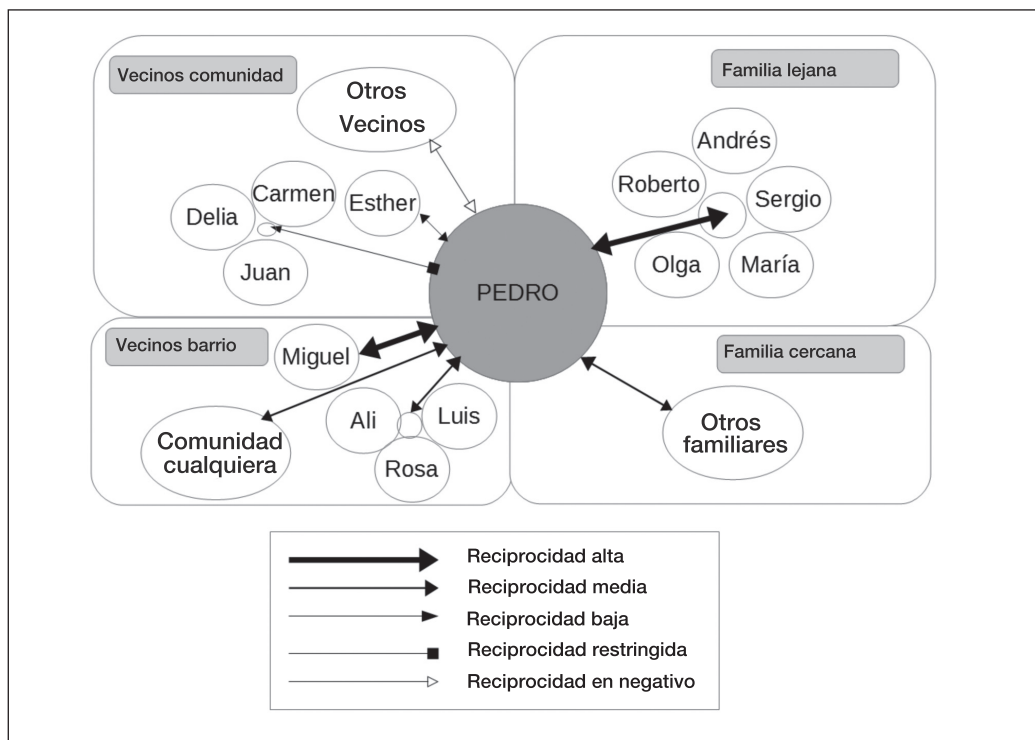 Vecinos comunidad
Otros
Vecinos
Carmen
Delia
Esther
Juan
Familia lejana
Andrés
Roberto
Sergio
Olga
María
PEDRO
Vecinos barrio
Miguel
Ali
Luis
Comunidad
cualquiera
Rosa
Familia cercana
Otros
familiares
Reciprocidad alta
Reciprocidad media
Reciprocidad baja
Reciprocidad restringida
Reciprocidad en negativo